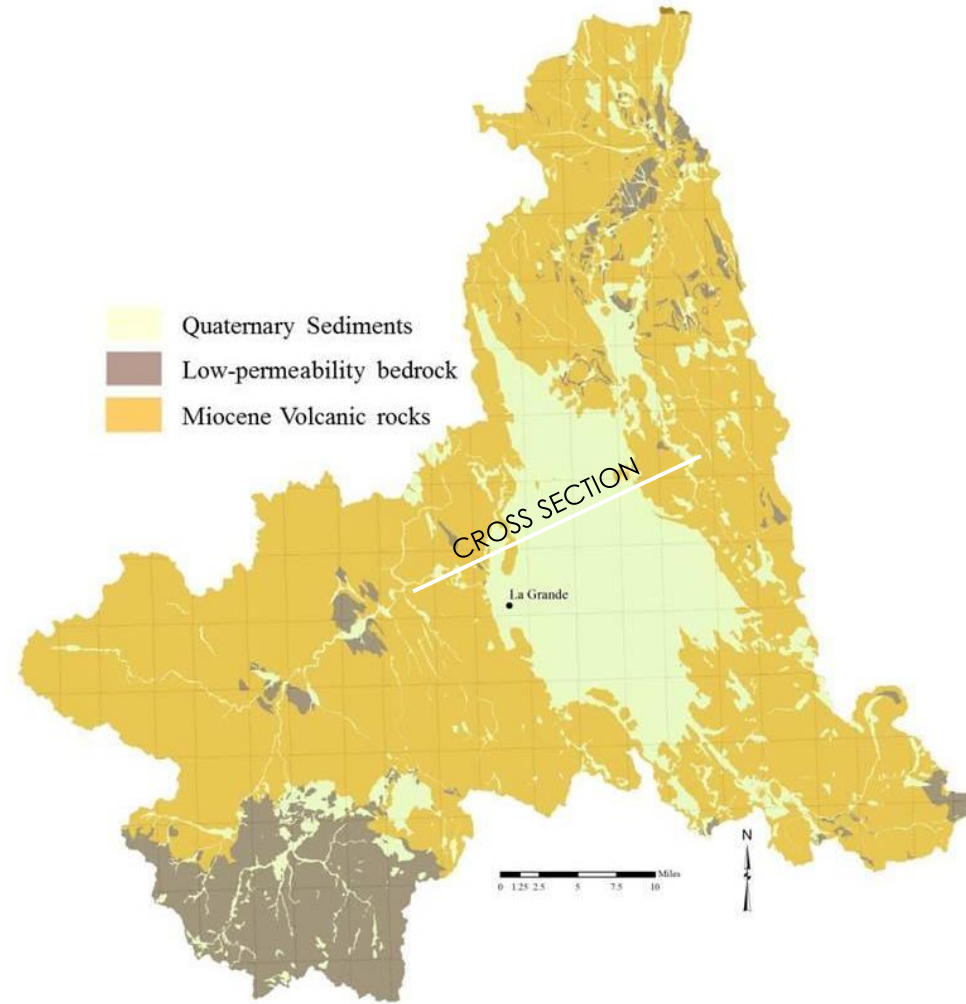 Quaternary Sediments
Low-permeability bedrock
Miocene Volcanic rocks
CROSS SECTION
La Grande
N
Miles
0 1.25 2.5 5 7.5 10